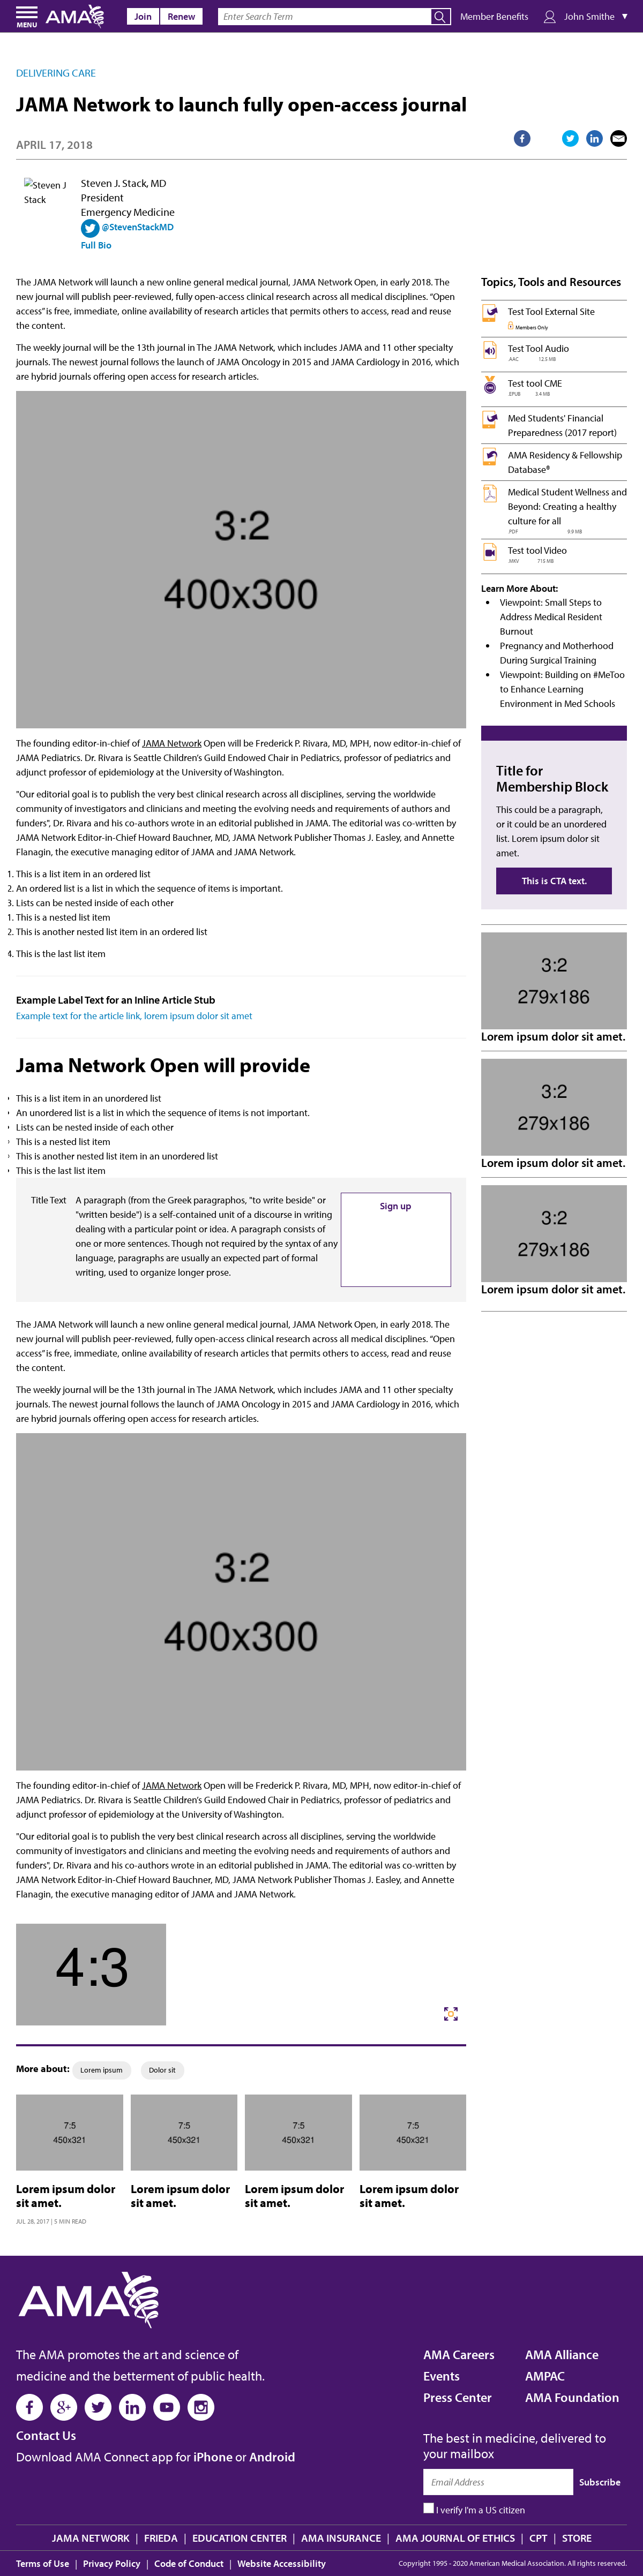 MENU
AMA
Join
Renew
Enter Search Term
Member Benefits
John Smithe ▼
DELIVERING CARE
JAMA Network to launch fully open-access journal
APRIL 17, 2018
Steven J
Stack
Steven J. Stack, MD
President
Emergency Medicine
@StevenStackMD
Full Bio
The JAMA Network will launch a new online general medical journal, JAMA Network Open, in early 2018. The
new journal will publish peer-reviewed, fully open-access clinical research across all medical disciplines. “Open
access” is free, immediate, online availability of research articles that permits others to access, read and reuse
the content.
The weekly journal will be the 13th journal in The JAMA Network, which includes JAMA and 11 other specialty
journals. The newest journal follows the launch of JAMA Oncology in 2015 and JAMA Cardiology in 2016, which
are hybrid journals offering open access for research articles.
3:2
400x300
The founding editor-in-chief of JAMA Network Open will be Frederick P. Rivara, MD, MPH, now editor-in-chief of
JAMA Pediatrics. Dr. Rivara is Seattle Children's Guild Endowed Chair in Pediatrics, professor of pediatrics and
adjunct professor of epidemiology at the University of Washington.
"Our editorial goal is to publish the very best clinical research across all disciplines, serving the worldwide
community of investigators and clinicians and meeting the evolving needs and requirements of authors and
funders", Dr. Rivara and his co-authors wrote in an editorial published in JAMA. The editorial was co-written by
JAMA Network Editor-in-Chief Howard Bauchner, MD, JAMA Network Publisher Thomas J. Easley, and Annette
Flanagin, the executive managing editor of JAMA and JAMA Network.
1. This is a list item in an ordered list
2. An ordered list is a list in which the sequence of items is important.
3. Lists can be nested inside of each other
1. This is a nested list item
2. This is another nested list item in an ordered list
4. This is the last list item
Example Label Text for an Inline Article Stub
Example text for the article link, lorem ipsum dolor sit amet
Jama Network Open will provide
This is a list item in an unordered list
An unordered list is a list in which the sequence of items is not important.
Lists can be nested inside of each other
This is a nested list item
This is another nested list item in an unordered list
This is the last list item
Title Text
A paragraph (from the Greek paragraphos, "to write beside" or
"written beside") is a self-contained unit of a discourse in writing
dealing with a particular point or idea. A paragraph consists of
one or more sentences. Though not required by the syntax of any
language, paragraphs are usually an expected part of formal
writing, used to organize longer prose.
Sign up
The JAMA Network will launch a new online general medical journal, JAMA Network Open, in early 2018. The
new journal will publish peer-reviewed, fully open-access clinical research across all medical disciplines. “Open
access” is free, immediate, online availability of research articles that permits others to access, read and reuse
the content.
The weekly journal will be the 13th journal in The JAMA Network, which includes JAMA and 11 other specialty
journals. The newest journal follows the launch of JAMA Oncology in 2015 and JAMA Cardiology in 2016, which
are hybrid journals offering open access for research articles.
3:2
400x300
The founding editor-in-chief of JAMA Network Open will be Frederick P. Rivara, MD, MPH, now editor-in-chief of
JAMA Pediatrics. Dr. Rivara is Seattle Children's Guild Endowed Chair in Pediatrics, professor of pediatrics and
adjunct professor of epidemiology at the University of Washington.
"Our editorial goal is to publish the very best clinical research across all disciplines, serving the worldwide
community of investigators and clinicians and meeting the evolving needs and requirements of authors and
funders", Dr. Rivara and his co-authors wrote in an editorial published in JAMA. The editorial was co-written by
JAMA Network Editor-in-Chief Howard Bauchner, MD, JAMA Network Publisher Thomas J. Easley, and Annette
Flanagin, the executive managing editor of JAMA and JAMA Network.
4:3
More about:
Lorem ipsum
Dolor sit
7:5
450x321
Lorem ipsum dolor
sit amet.
JUL 28, 2017 | 5 MIN READ
7:5
450x321
Lorem ipsum dolor
sit amet.
7:5
450x321
Lorem ipsum dolor
sit amet.
7:5
450x321
Lorem ipsum dolor
sit amet.
Topics, Tools and Resources
Test Tool External Site
Members Only
Test Tool Audio
.AAC 12.5 MB
Test tool CME
.EPUB 3.4 MB
Med Students' Financial
Preparedness (2017 report)
AMA Residency & Fellowship
Database®
Medical Student Wellness and
Beyond: Creating a healthy
culture for all
.PDF 9.9 MB
Test tool Video
.MKV 715 MB
Learn More About:
Viewpoint: Small Steps to
Address Medical Resident
Burnout
Pregnancy and Motherhood
During Surgical Training
Viewpoint: Building on #MeToo
to Enhance Learning
Environment in Med Schools
Title for
Membership Block
This could be a paragraph,
or it could be an unordered
list. Lorem ipsum dolor sit
amet.
This is CTA text.
3:2
279x186
Lorem ipsum dolor sit amet.
3:2
279x186
Lorem ipsum dolor sit amet.
3:2
279x186
Lorem ipsum dolor sit amet.
AMA
The AMA promotes the art and science of
medicine and the betterment of public health.
Contact Us
Download AMA Connect app for iPhone or Android
AMA Careers
Events
Press Center
AMA Alliance
AMPAC
AMA Foundation
The best in medicine, delivered to
your mailbox
Email Address
Subscribe
I verify I'm a US citizen
JAMA NETWORK | FRIEDA | EDUCATION CENTER | AMA INSURANCE | AMA JOURNAL OF ETHICS | CPT | STORE
Terms of Use | Privacy Policy | Code of Conduct | Website Accessibility
Copyright 1995 - 2020 American Medical Association. All rights reserved.